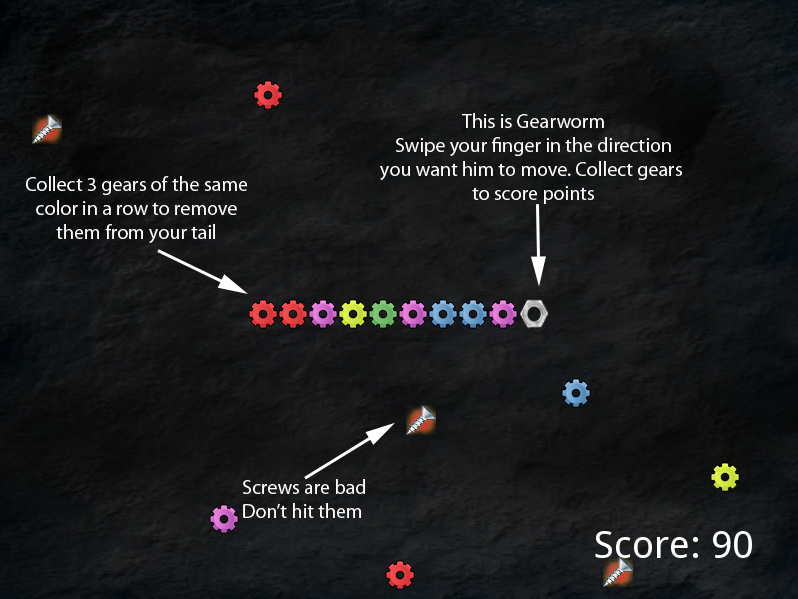 This is Gearworm
Swipe your finger in the direction
you want him to move. Collect gears
to score points
Collect 3 gears of the same
color in a row to remove
them from your tail
Screws are bad
Don't hit them
Score: 90